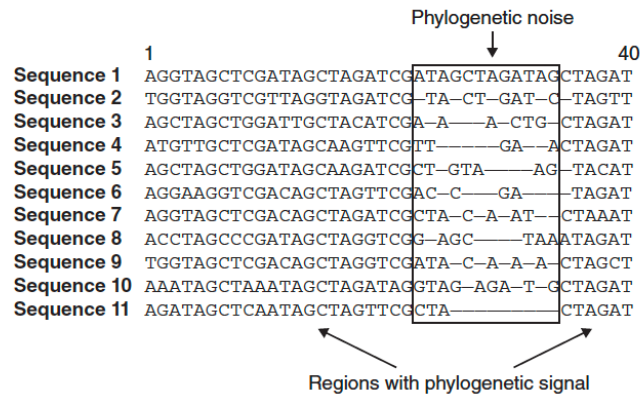 Phylogenetic noise
1 40
Sequence 1 AGGTAGCTCGATAGCTAGATCGATAGCTAGATAGCTAGAT
Sequence 2 TGGTAGGTCGTTAGGTAGATCG-TA-CT-GAT-C-TAGTT
Sequence 3 AGCTAGCTGGATTGCTACATCGA-A---A-CTG-CTAGAT
Sequence 4 ATGTTGCTCGATAGCAAGTTCGTT-----GA--ACTAGAT
Sequence 5 AGCTAGCTGGATAGCAAGATCGCT-GTA----AG-TACAT
Sequence 6 AGGAAGGTCGACAGCTAGTTCGAC-C---GA----TAGAT
Sequence 7 AGGTAGCTCGACAGCTAGATCGCTA-C-A-AT--CTAAAT
Sequence 8 ACCTAGCCCGATAGCTAGGTCGG-AGC----TAAATAGAT
Sequence 9 TGGTAGCTCGACAGCTAGGTCGATA-C-A-A-A-CTAGCT
Sequence 10 AAATAGCTAAATAGCTAGATAGGTAG-AGA-T-GCTAGAT
Sequence 11 AGATAGCTCAATAGCTAGTTCGCTA---------CTAGAT
Regions with phylogenetic signal